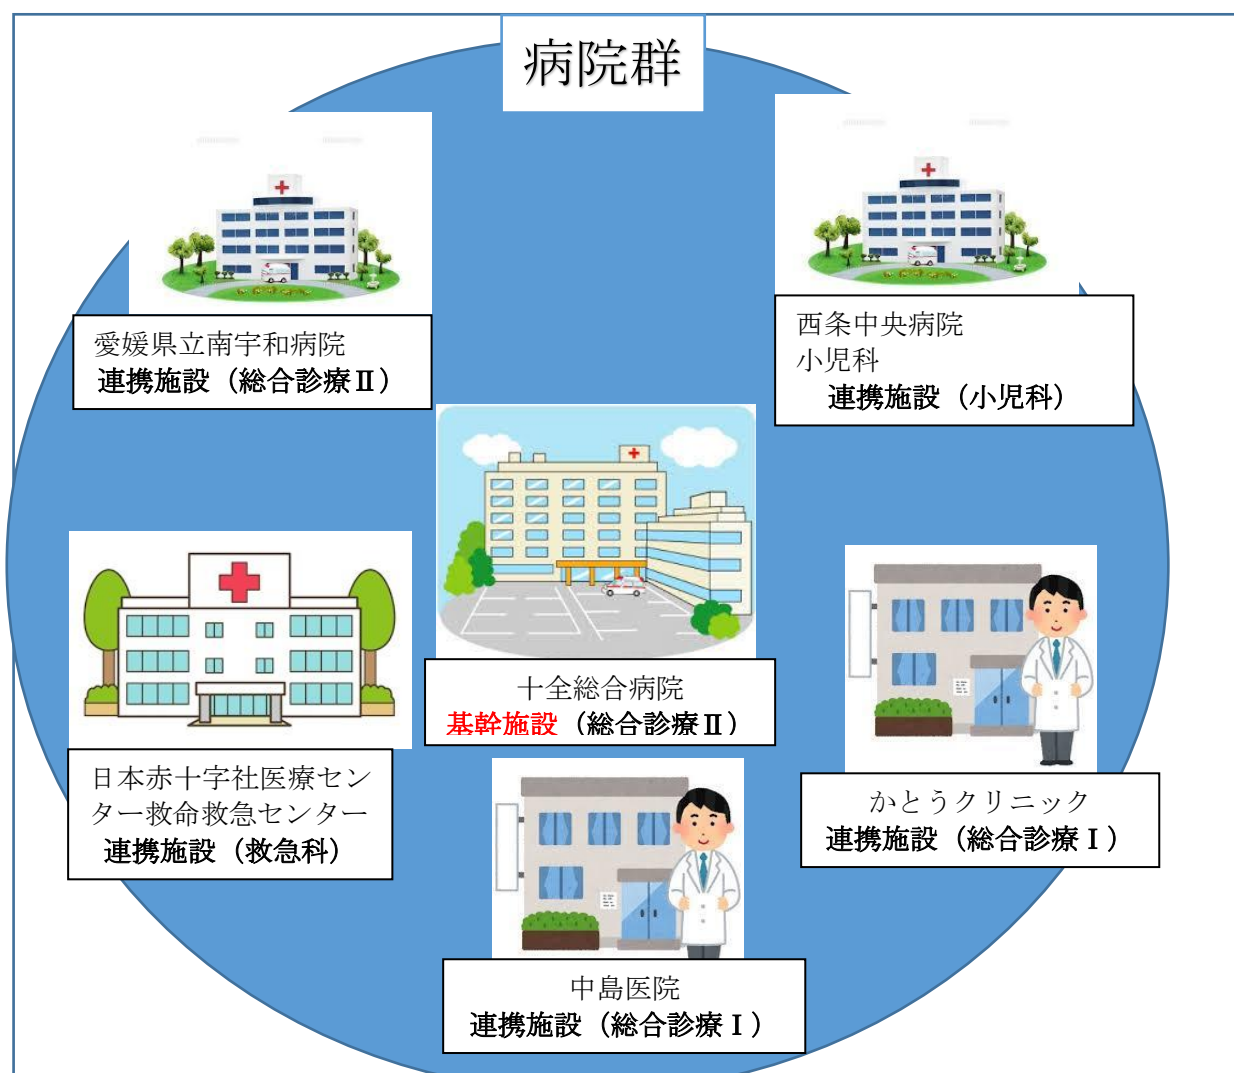 病院群
愛媛県立南宇和病院
連携施設（総合診療Ⅱ）
西条中央病院
小児科
連携施設（小児科）
十全総合病院
基幹施設（総合診療Ⅱ）
日本赤十字社医療セン
ター救命救急センター
連携施設（救急科）
かとうクリニック
連携施設（総合診療Ⅰ）
中島医院
連携施設（総合診療Ⅰ）